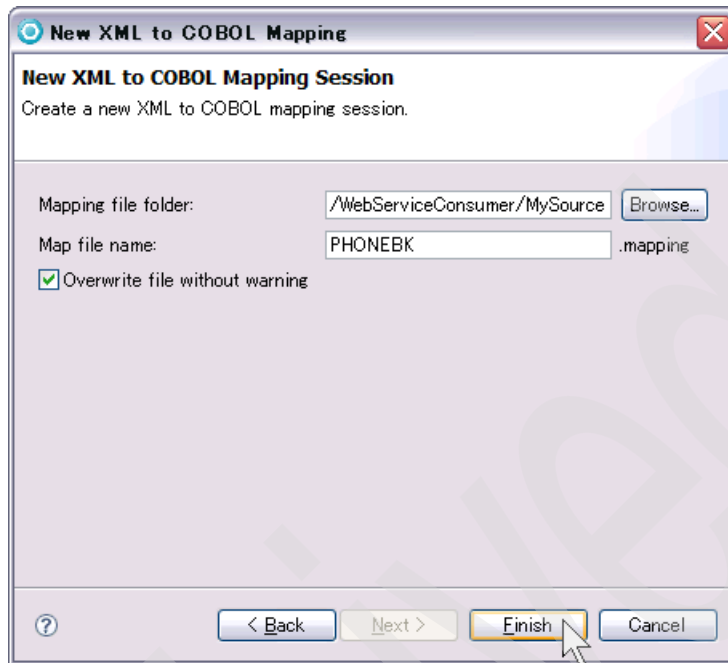 New XML to COBOL Mapping
New XML to COBOL Mapping Session
Create a new XML to COBOL mapping session.
Mapping file folder: /WebServiceConsumer/MySource Browse...
Map file name: PHONEBK .mapping
Overwrite file without warning
< Back Next > Finish Cancel